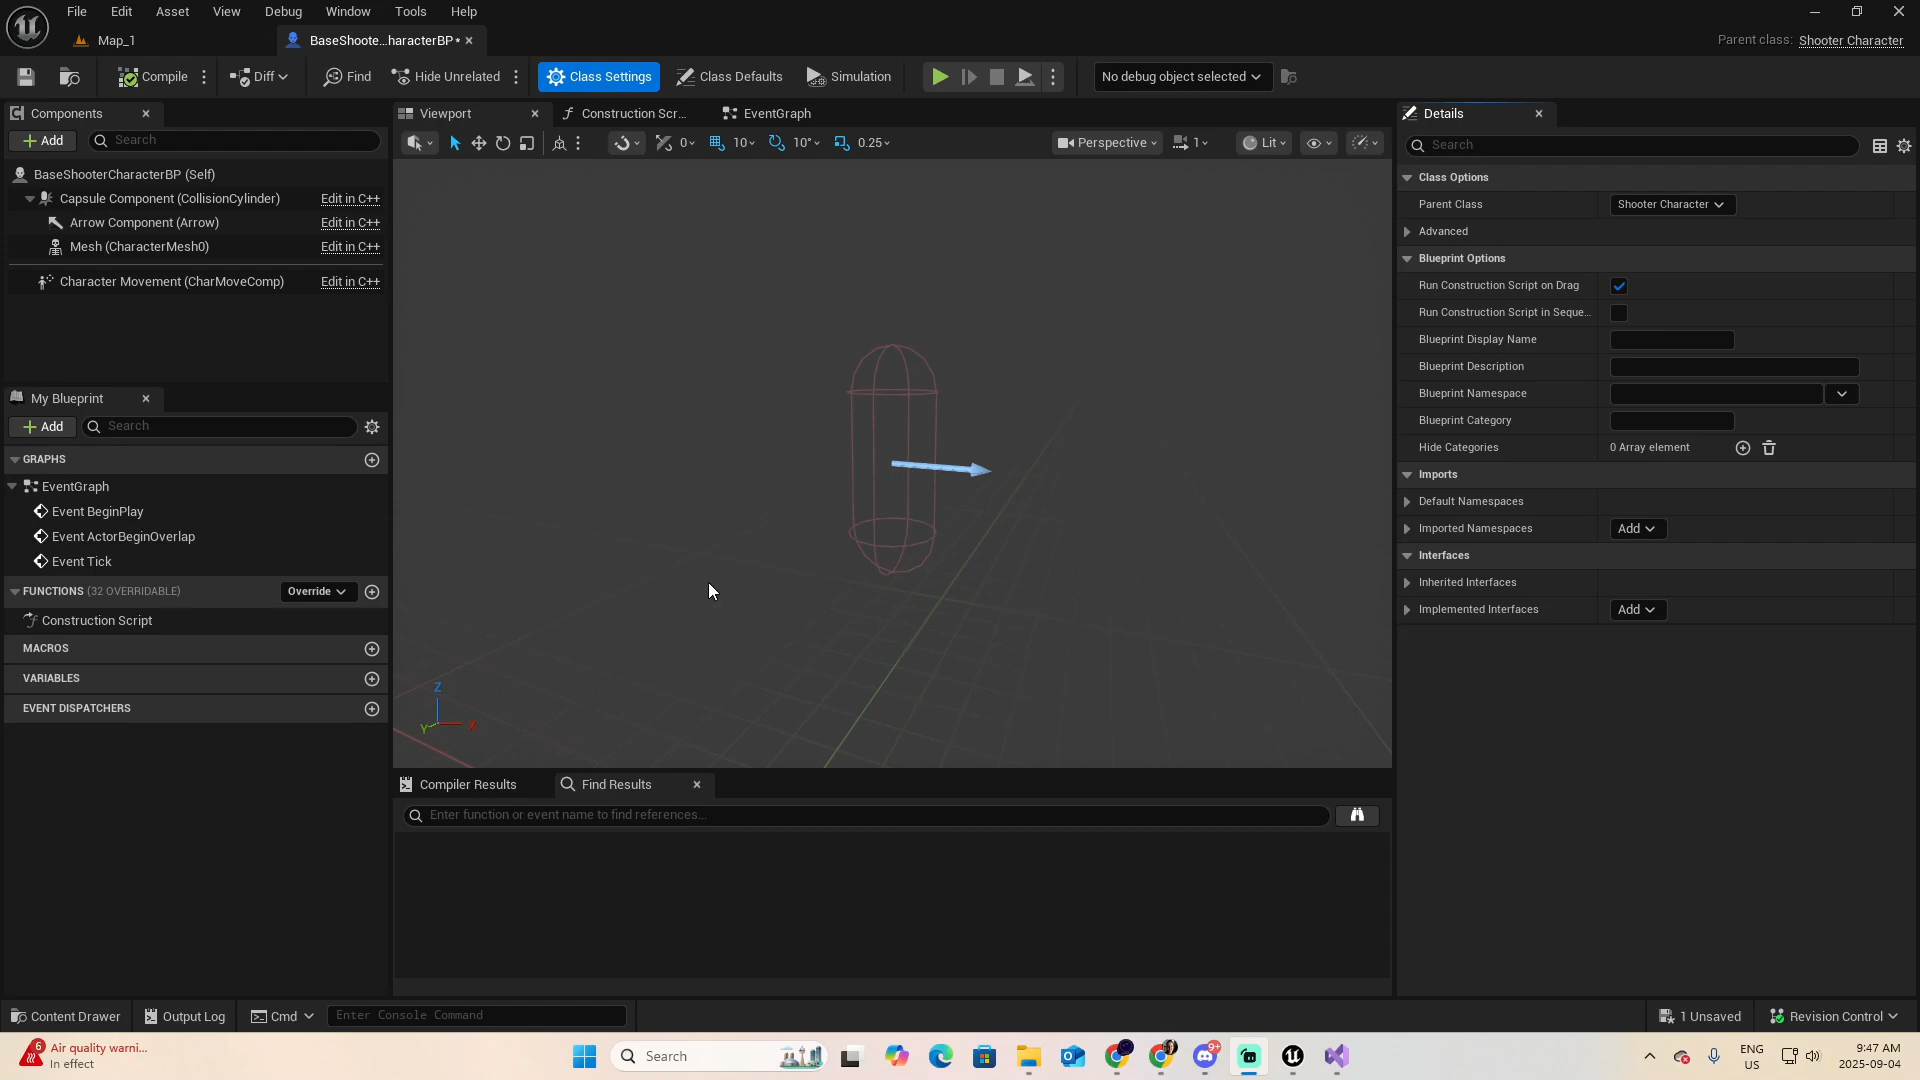 File Edit Asset View Debug Window Tools Help
Map_1
BaseShoote...haracterBP*
Parent class: Shooter Character
Compile
Diff
Find
Hide Unrelated
Class Settings
Class Defaults
Simulation
No debug object selected
Components
Add
Search
BaseShooterCharacterBP (Self)
Capsule Component (CollisionCylinder) Edit in C++
Arrow Component (Arrow) Edit in C++
Mesh (CharacterMesh0) Edit in C++
Character Movement (CharMoveComp) Edit in C++
My Blueprint
Add
Search
GRAPHS
EventGraph
Event BeginPlay
Event ActorBeginOverlap
Event Tick
FUNCTIONS (32 OVERRIDABLE) Override
Construction Script
MACROS
VARIABLES
EVENT DISPATCHERS
Viewport
Construction Scr...
EventGraph
0
10
10°
0.25
Perspective
1
Lit
Z
Y
X
Compiler Results
Find Results
Enter function or event name to find references...
Details
Search
Class Options
Parent Class Shooter Character
Advanced
Blueprint Options
Run Construction Script on Drag
Run Construction Script in Seque...
Blueprint Display Name
Blueprint Description
Blueprint Namespace
Blueprint Category
Hide Categories 0 Array element
Imports
Default Namespaces
Imported Namespaces Add
Interfaces
Inherited Interfaces
Implemented Interfaces Add
Content Drawer
Output Log
Cmd
Enter Console Command
1 Unsaved
Revision Control
6
Air quality warni...
In effect
Search
9+
ENG
US
9:47 AM
2025-09-04